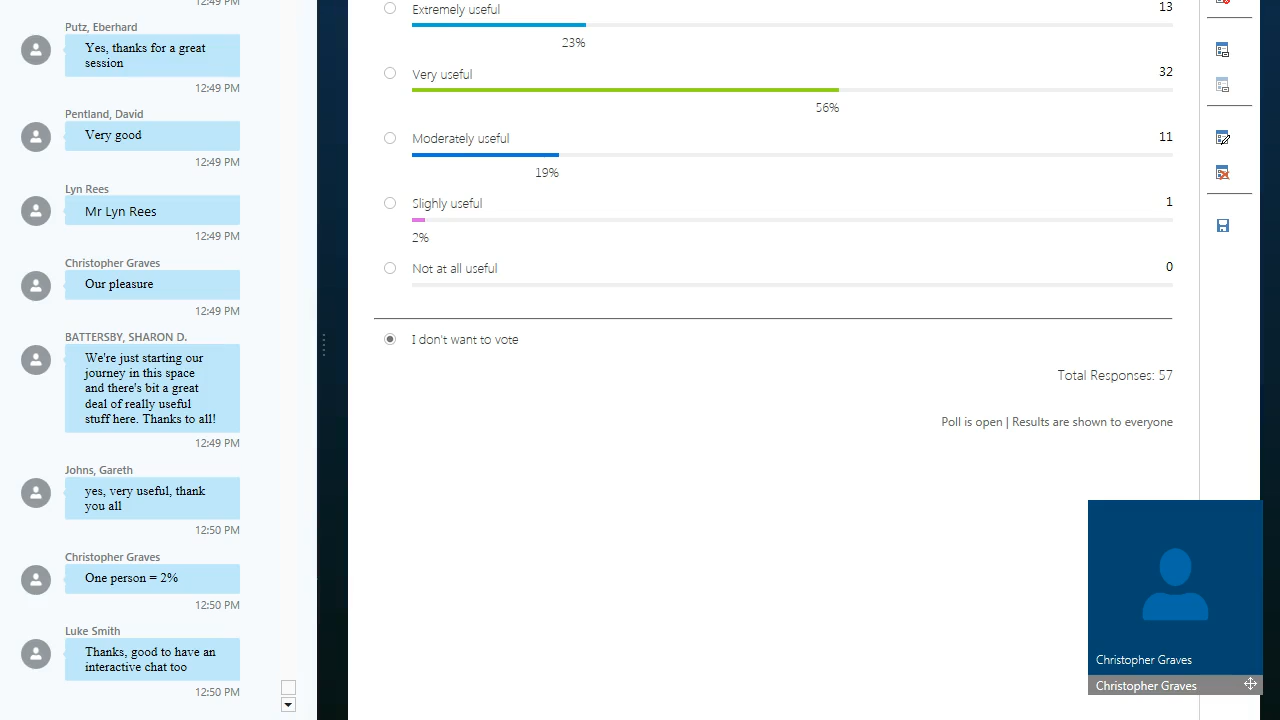 12:49 PM
Putz, Eberhard
Yes, thanks for a great
session
12:49 PM
Pentland, David
Very good
12:49 PM
Lyn Rees
Mr Lyn Rees
12:49 PM
Christopher Graves
Our pleasure
12:49 PM
BATTERSBY, SHARON D.
We're just starting our
journey in this space
and there's bit a great
deal of really useful
stuff here. Thanks to all!
12:49 PM
Johns, Gareth
yes, very useful, thank
you all
12:50 PM
Christopher Graves
One person = 2%
12:50 PM
Luke Smith
Thanks, good to have an
interactive chat too
12:50 PM
Extremely useful 13
23%
Very useful 32
56%
Moderately useful 11
19%
Slighly useful 1
2%
Not at all useful 0
I don't want to vote
Total Responses: 57
Poll is open | Results are shown to everyone
Christopher Graves
Christopher Graves